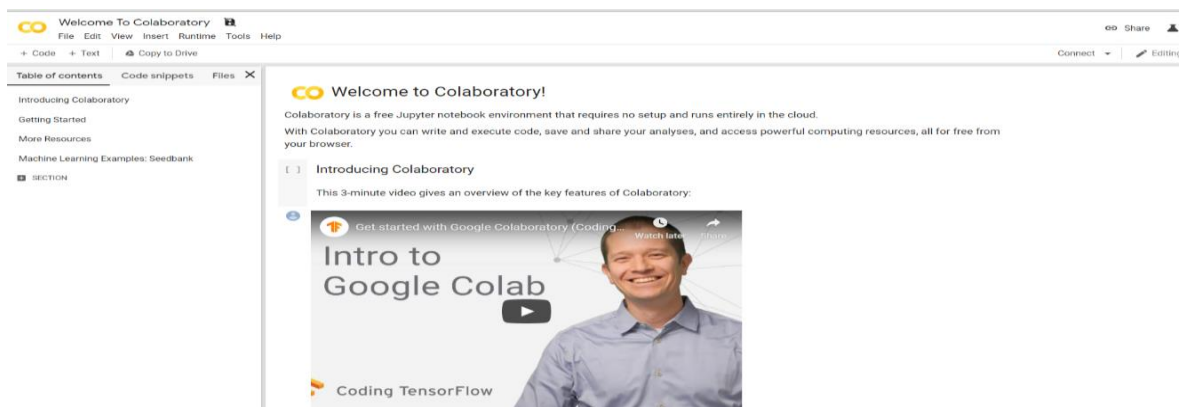 CO Welcome To Colaboratory
File Edit View Insert Runtime Tools Help
Share
+ Code + Text Copy to Drive
Connect Editing
Table of contents Code snippets Files X
Introducing Colaboratory
Getting Started
More Resources
Machine Learning Examples: Seedbank
SECTION
CO Welcome to Colaboratory!
Colaboratory is a free Jupyter notebook environment that requires no setup and runs entirely in the cloud.
With Colaboratory you can write and execute code, save and share your analyses, and access powerful computing resources, all for free from
your browser.
[ ] Introducing Colaboratory
This 3-minute video gives an overview of the key features of Colaboratory:
Get started with Google Colaboratory (Coding...
Watch later Share
Intro to
Google Colab
Coding TensorFlow